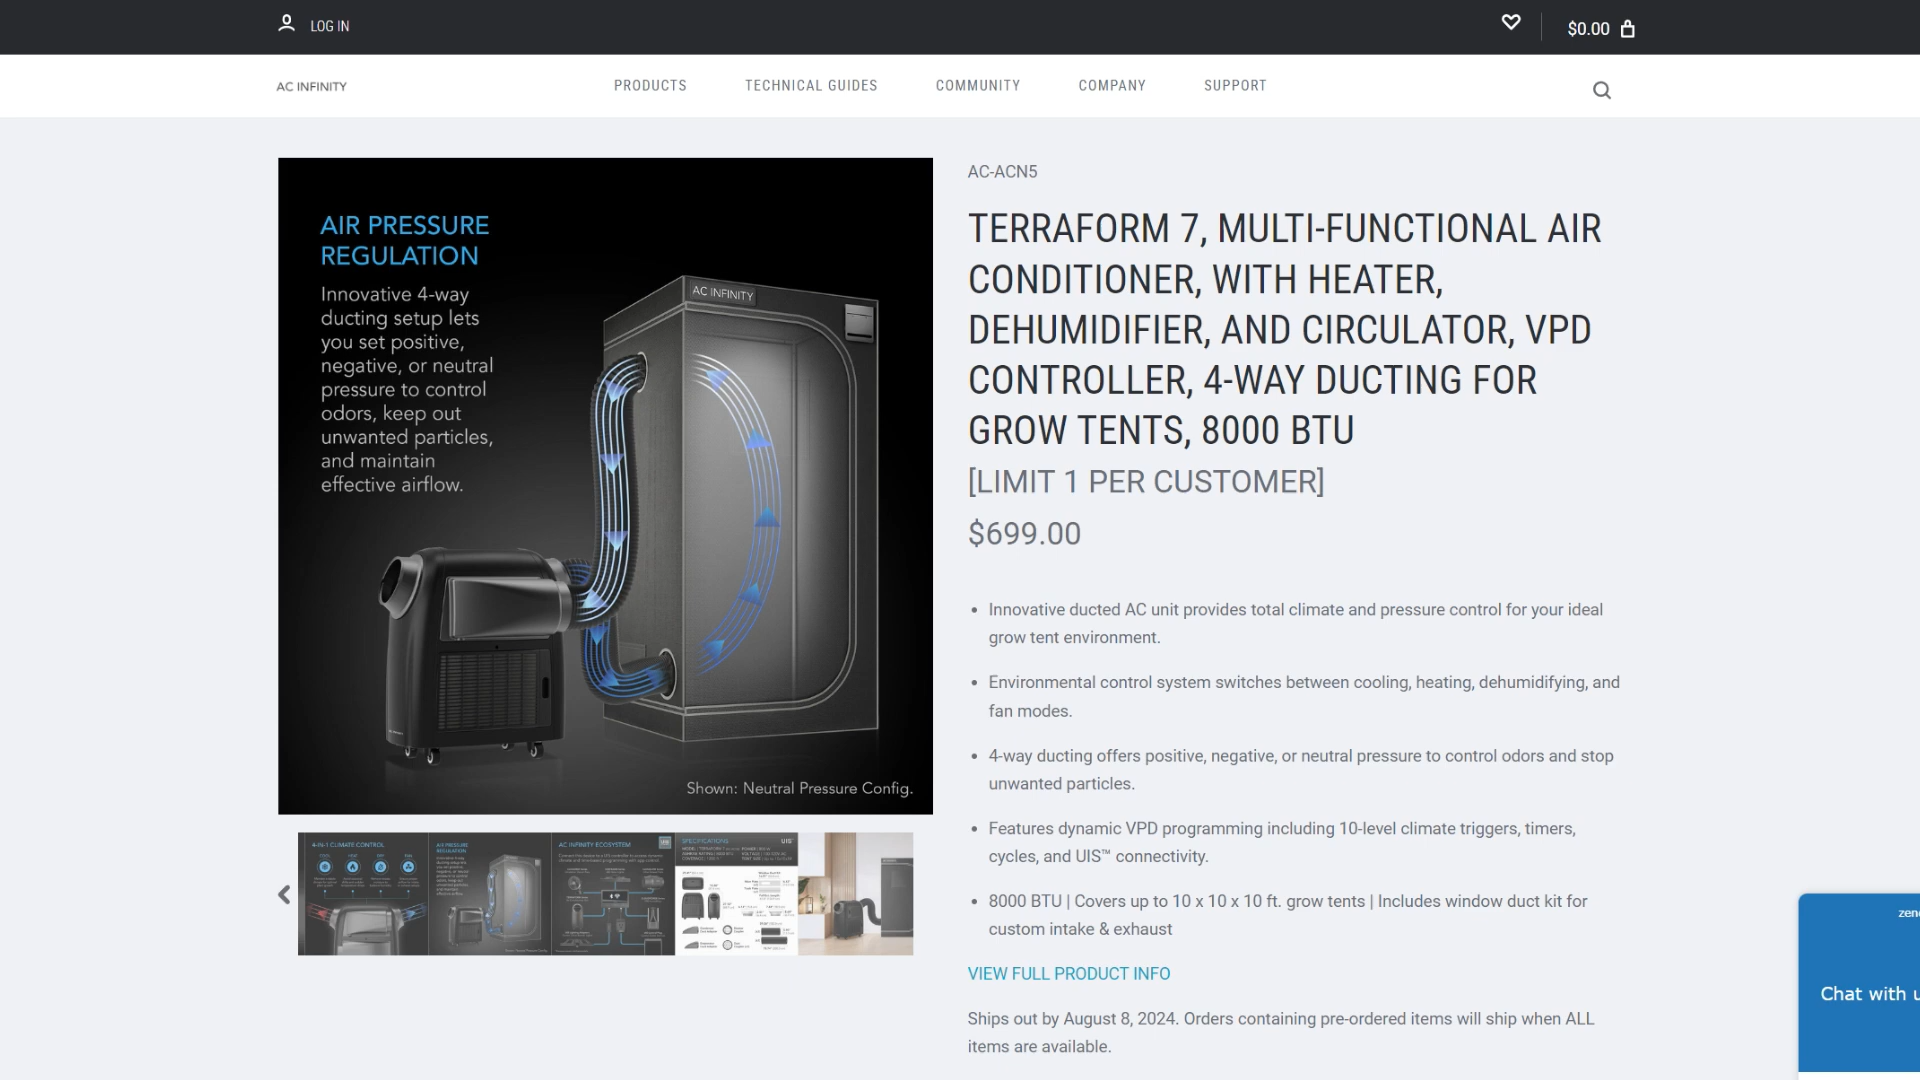 LOG IN
$0.00
AC INFINITY
PRODUCTS
TECHNICAL GUIDES
COMMUNITY
COMPANY
SUPPORT
AIR PRESSURE
REGULATION
Innovative 4-way
ducting setup lets
you set positive,
negative, or neutral
pressure to control
odors, keep out
unwanted particles,
and maintain
effective airflow.
AC INFINITY
Shown: Neutral Pressure Config.
4-IN-1 CLIMATE CONTROL
AIR PRESSURE
REGULATION
AC INFINITY ECOSYSTEM
SPECIFICATIONS
UIS
AC-ACN5
TERRAFORM 7, MULTI-FUNCTIONAL AIR
CONDITIONER, WITH HEATER,
DEHUMIDIFIER, AND CIRCULATOR, VPD
CONTROLLER, 4-WAY DUCTING FOR
GROW TENTS, 8000 BTU
[LIMIT 1 PER CUSTOMER]
$699.00
• Innovative ducted AC unit provides total climate and pressure control for your ideal
grow tent environment.
• Environmental control system switches between cooling, heating, dehumidifying, and
fan modes.
• 4-way ducting offers positive, negative, or neutral pressure to control odors and stop
unwanted particles.
• Features dynamic VPD programming including 10-level climate triggers, timers,
cycles, and UIS™ connectivity.
• 8000 BTU | Covers up to 10 x 10 x 10 ft. grow tents | Includes window duct kit for
custom intake & exhaust
VIEW FULL PRODUCT INFO
Ships out by August 8, 2024. Orders containing pre-ordered items will ship when ALL
items are available.
zen
Chat with u